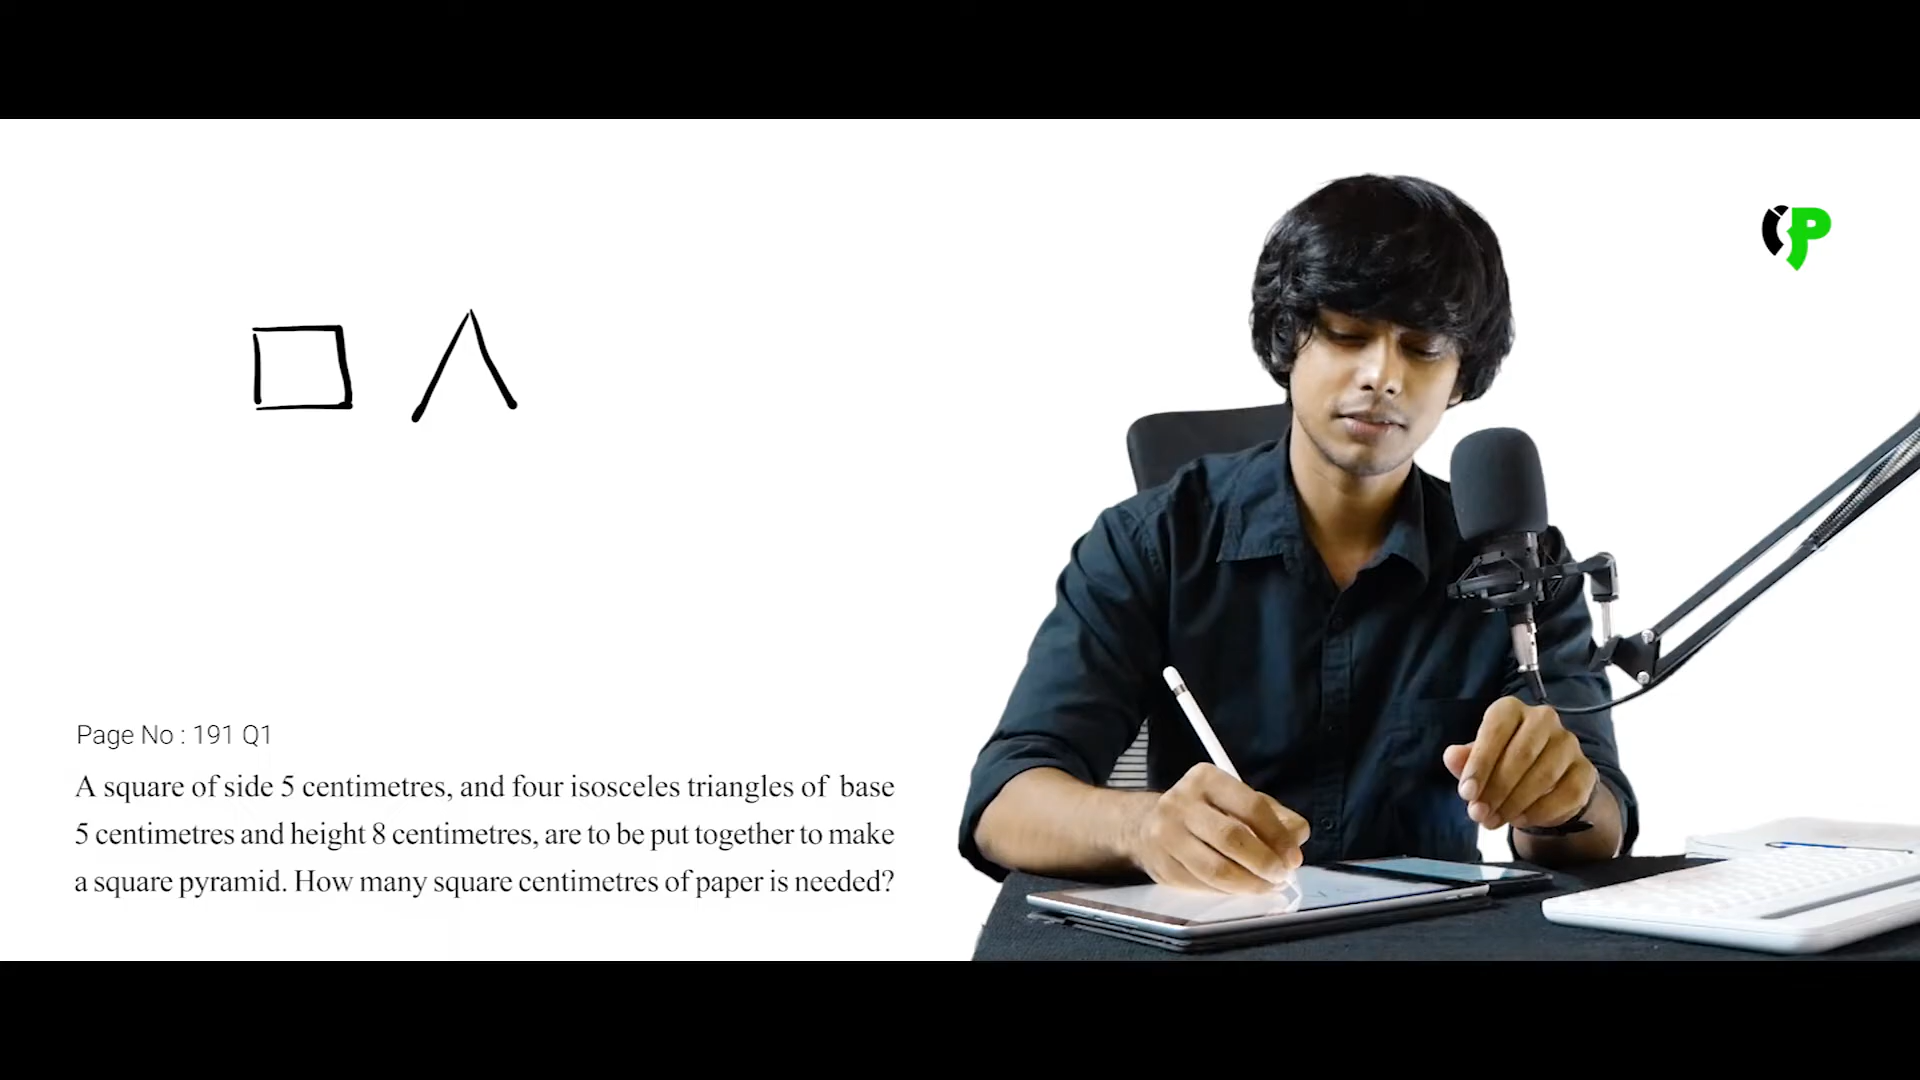 P
Page No : 191 Q1
A square of side 5 centimetres, and four isosceles triangles of base
5 centimetres and height 8 centimetres, are to be put together to make
a square pyramid. How many square centimetres of paper is needed?